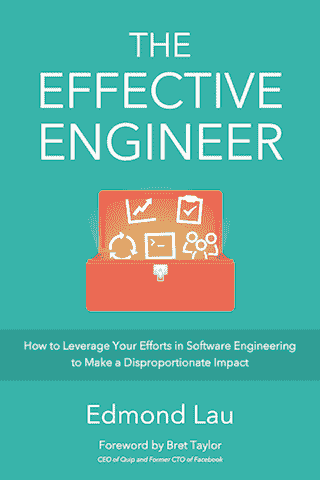 THE
EFFECTIVE
ENGINEER
>_
How to Leverage Your Efforts in Software Engineering
to Make a Disproportionate Impact
Edmond Lau
Foreword by Bret Taylor
CEO of Quip and Former CTO of Facebook